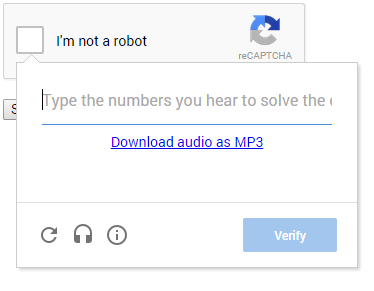 I'm not a robot
reCAPTCHA
S
Type the numbers you hear to solve the c
Download audio as MP3
Verify